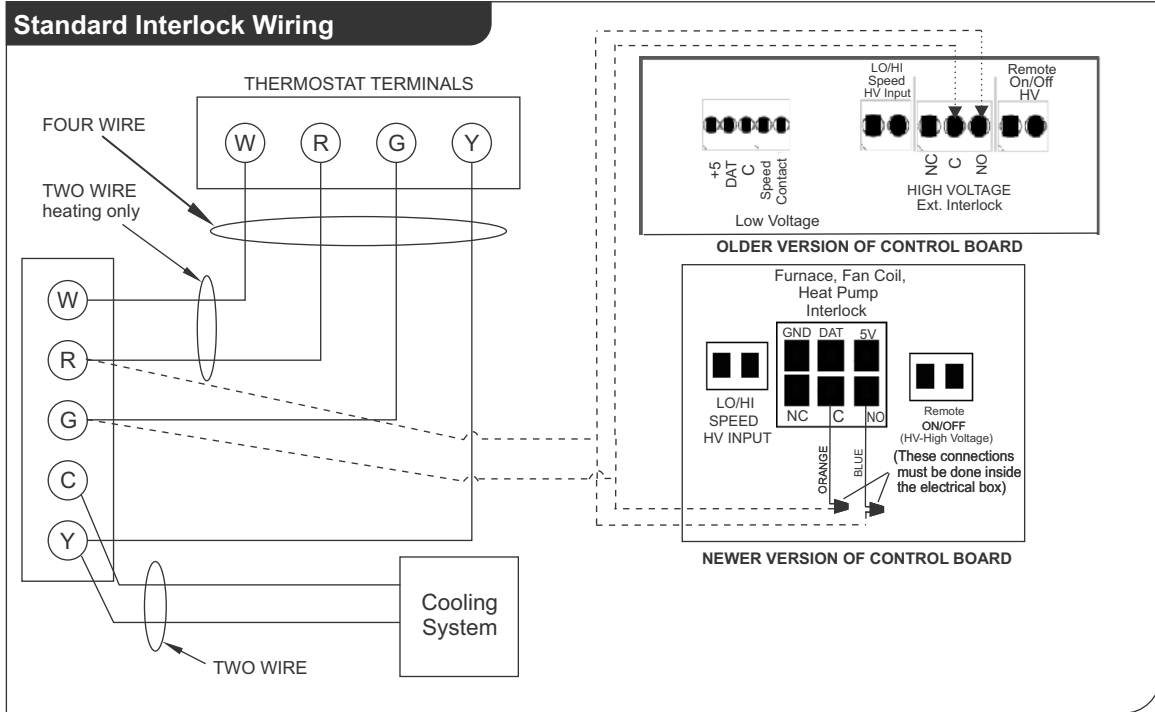 Standard Interlock Wiring
THERMOSTAT TERMINALS
FOUR WIRE
W R G Y
TWO WIRE
heating only
W
R
G
C
Y
Cooling
System
TWO WIRE
LO/HI
Speed
HV Input
Remote
On/Off
HV
+5
DAT
C
Speed
Contact
Low Voltage
NC
C
NO
HIGH VOLTAGE
Ext. Interlock
OLDER VERSION OF CONTROL BOARD
Furnace, Fan Coil,
Heat Pump
Interlock
GND DAT 5V
NC C NO
LO/HI
SPEED
HV INPUT
Remote
ON/OFF
(HV-High Voltage)
ORANGE
BLUE
(These connections
must be done inside
the electrical box)
NEWER VERSION OF CONTROL BOARD